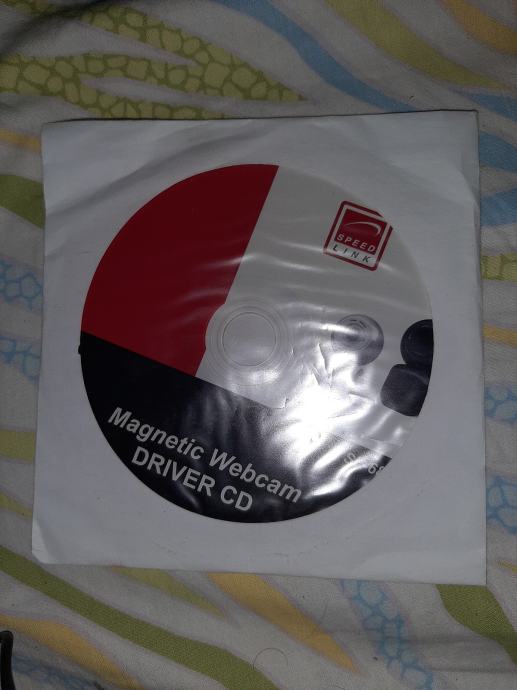 SPEED
LINK
Magnetic Webcam
DRIVER CD